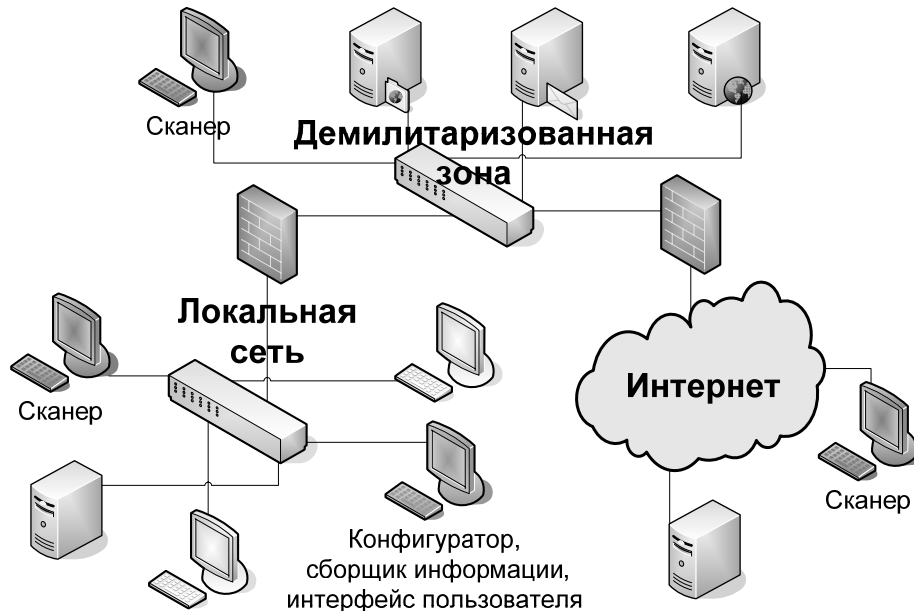 Сканер
Демилитаризованная
зона
Локальная
сеть
Интернет
Сканер
Сканер
Конфигуратор,
сборщик информации,
интерфейс пользователя